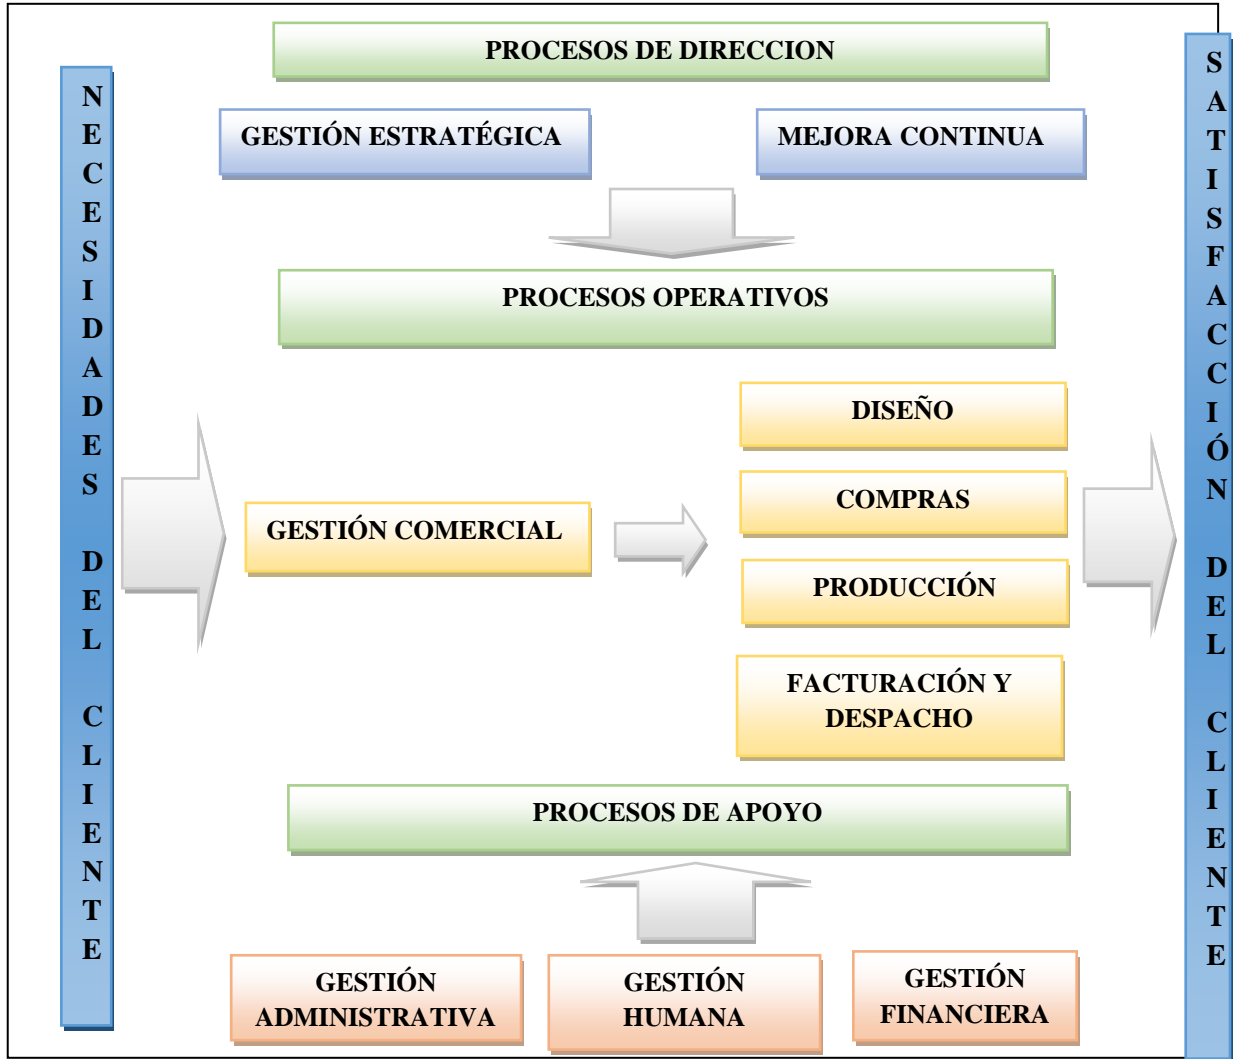 PROCESOS DE DIRECCION
NECESIDADES DEL CLIENTE
SATISFACCIÓN DEL CLIENTE
GESTIÓN ESTRATÉGICA
MEJORA CONTINUA
PROCESOS OPERATIVOS
DISEÑO
COMPRAS
GESTIÓN COMERCIAL
PRODUCCIÓN
FACTURACIÓN Y
DESPACHO
PROCESOS DE APOYO
GESTIÓN
ADMINISTRATIVA
GESTIÓN
HUMANA
GESTIÓN
FINANCIERA